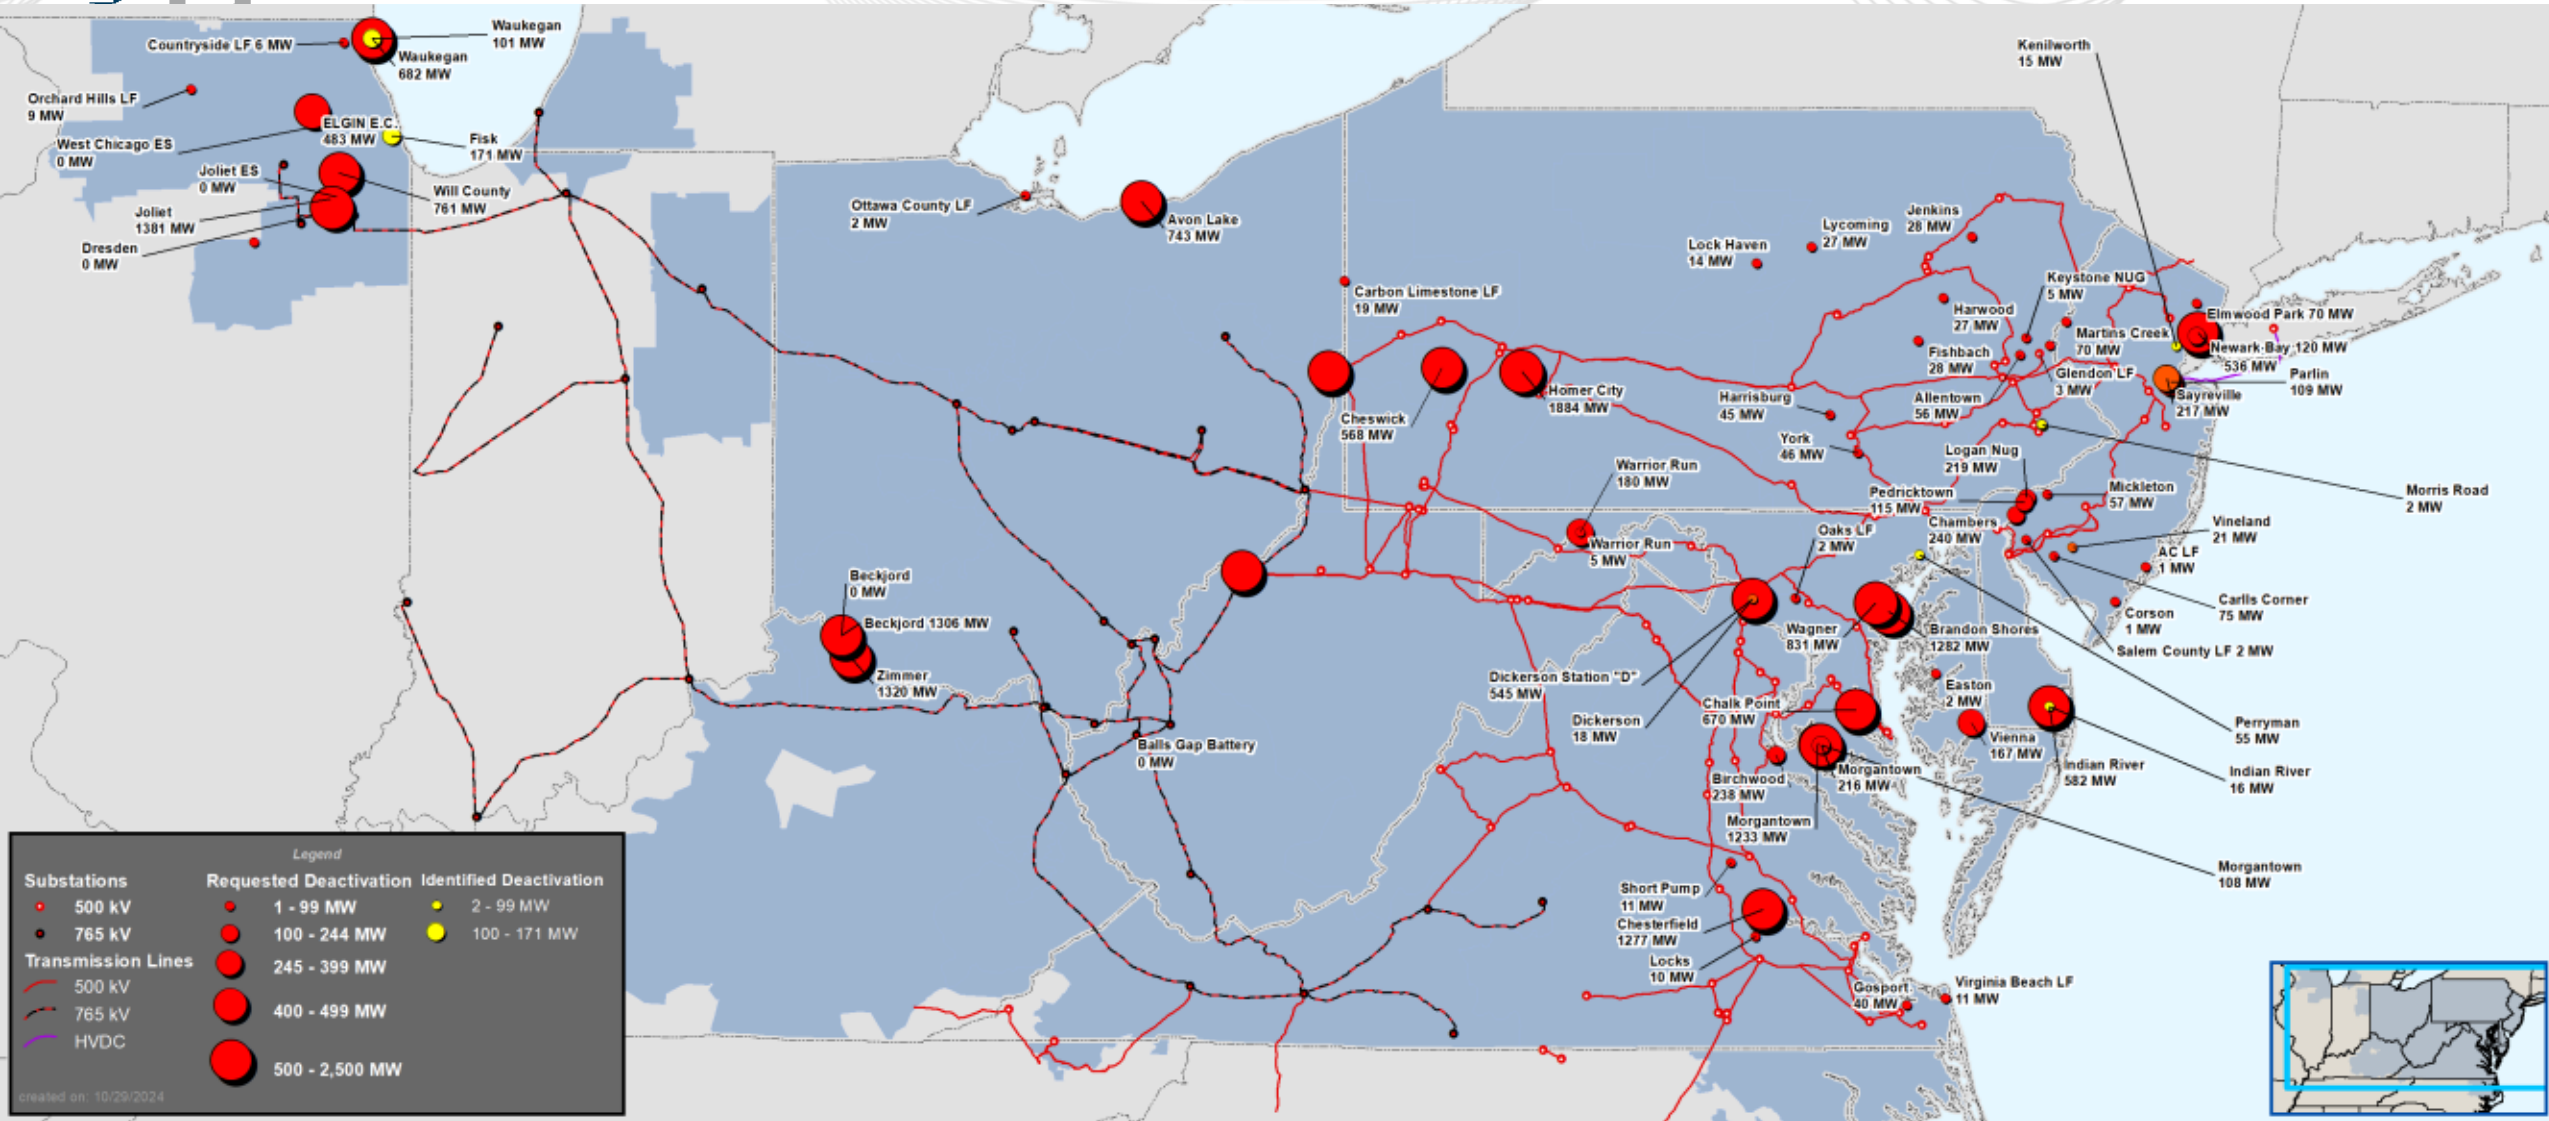 Waukegan
101 MW
Countryside LF 6 MW
Waukegan
682 MW
Orchard Hills LF
9 MW
ELGIN E.C.
483 MW
West Chicago ES
0 MW
Fisk
171 MW
Joliet ES
0 MW
Will County
761 MW
Joliet
1381 MW
Dresden
0 MW
Ottawa County LF
2 MW
Avon Lake
743 MW
Carbon Limestone LF
19 MW
Cheswick
568 MW
Homer City
1884 MW
Kenilworth
15 MW
Lock Haven
14 MW
Lycoming
27 MW
Jenkins
28 MW
Keystone NUG
5 MW
Harwood
27 MW
Martins Creek
70 MW
Elmwood Park 70 MW
Newark Bay 120 MW
536 MW
Parlin
109 MW
Sayreville
217 MW
Fishbach
28 MW
Glendon LF
3 MW
Allentown
56 MW
Harrisburg
45 MW
York
46 MW
Logan Nug
219 MW
Warrior Run
180 MW
Warrior Run
5 MW
Pedricktown
115 MW
Mickleton
57 MW
Morris Road
2 MW
Chambers
240 MW
Oaks LF
2 MW
Vineland
21 MW
AC LF
1 MW
Carlls Corner
75 MW
Corson
1 MW
Salem County LF 2 MW
Beckjord
0 MW
Beckjord 1306 MW
Zimmer
1320 MW
Balls Gap Battery
0 MW
Wagner
831 MW
Brandon Shores
1282 MW
Dickerson Station "D"
545 MW
Dickerson
18 MW
Chalk Point
670 MW
Easton
2 MW
Vienna
167 MW
Perryman
55 MW
Indian River
582 MW
Indian River
16 MW
Birchwood
238 MW
Morgantown
216 MW
Morgantown
1233 MW
Morgantown
108 MW
Short Pump
11 MW
Chesterfield
1277 MW
Locks
10 MW
Gosport
40 MW
Virginia Beach LF
11 MW
Legend
Substations
500 kV
765 kV
Transmission Lines
500 kV
765 kV
HVDC
Requested Deactivation
1 - 99 MW
100 - 244 MW
245 - 399 MW
400 - 499 MW
500 - 2,500 MW
Identified Deactivation
2 - 99 MW
100 - 171 MW
created on: 10/29/2024